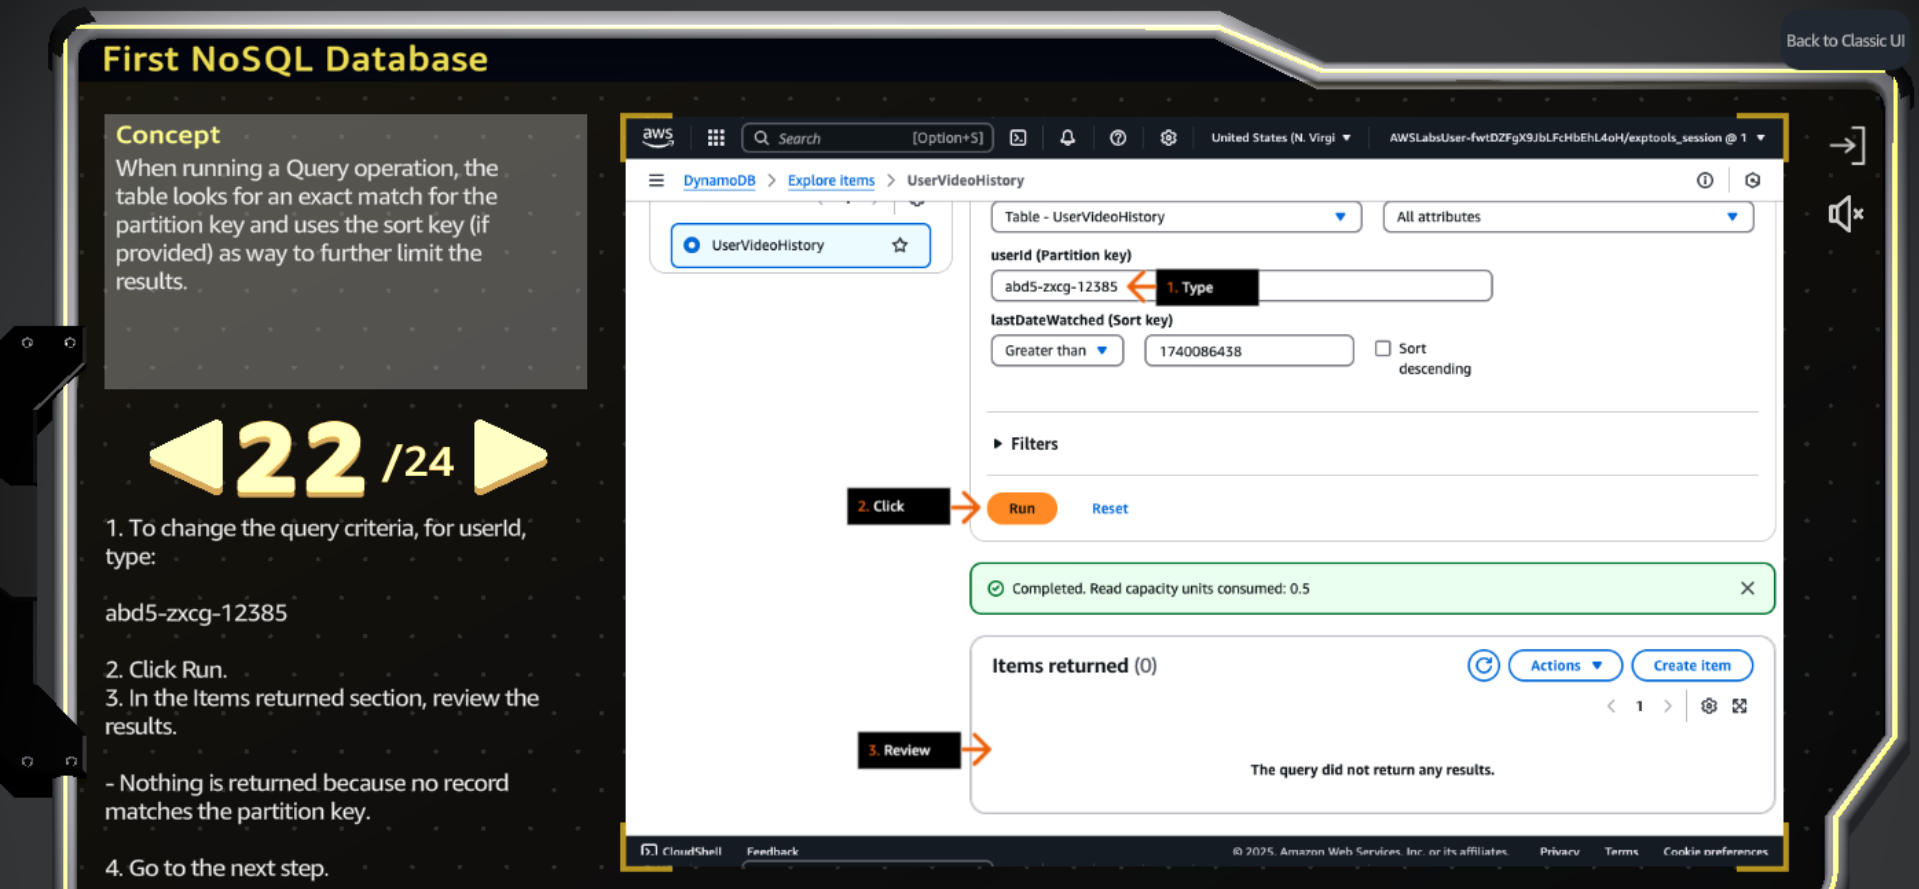 Back to Classic UI
First NoSQL Database
Concept
When running a Query operation, the
table looks for an exact match for the
partition key and uses the sort key (if
provided) as way to further limit the
results.
22 /24
1. To change the query criteria, for userId,
type:
abd5-zxcg-12385
2. Click Run.
3. In the Items returned section, review the
results.
- Nothing is returned because no record
matches the partition key.
4. Go to the next step.
aws
Search [Option+S]
United States (N. Virgi
AWSLabsUser-fwtDZFgX9JbLFcHbEhL4oH/exptools_session @ 1
DynamoDB > Explore items > UserVideoHistory
UserVideoHistory
Table - UserVideoHistory
All attributes
userId (Partition key)
abd5-zxcg-12385
1. Type
lastDateWatched (Sort key)
Greater than
1740086438
Sort
descending
Filters
2. Click
Run
Reset
Completed. Read capacity units consumed: 0.5
Items returned (0)
Actions
Create item
1
3. Review
The query did not return any results.
CloudShell
Feedback
© 2025, Amazon Web Services, Inc. or its affiliates.
Privacy
Terms
Cookie preferences